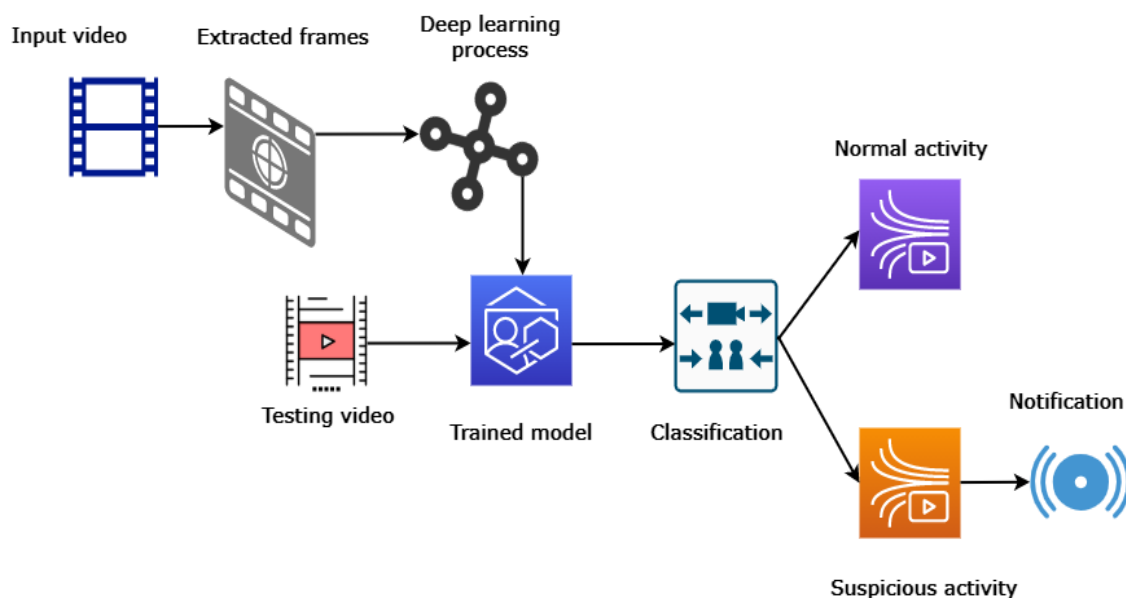 Input video
Extracted frames
Deep learning
process
Normal activity
Testing video
Trained model
Classification
Notification
Suspicious activity